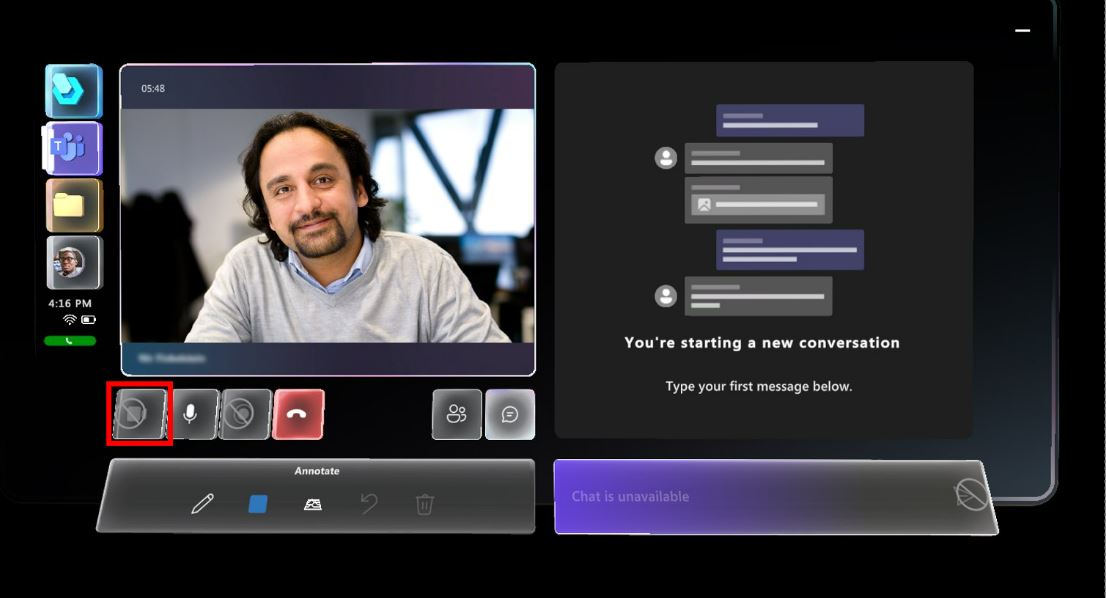 05:48
T
4:16 PM
You're starting a new conversation
Type your first message below.
Annotate
Chat is unavailable